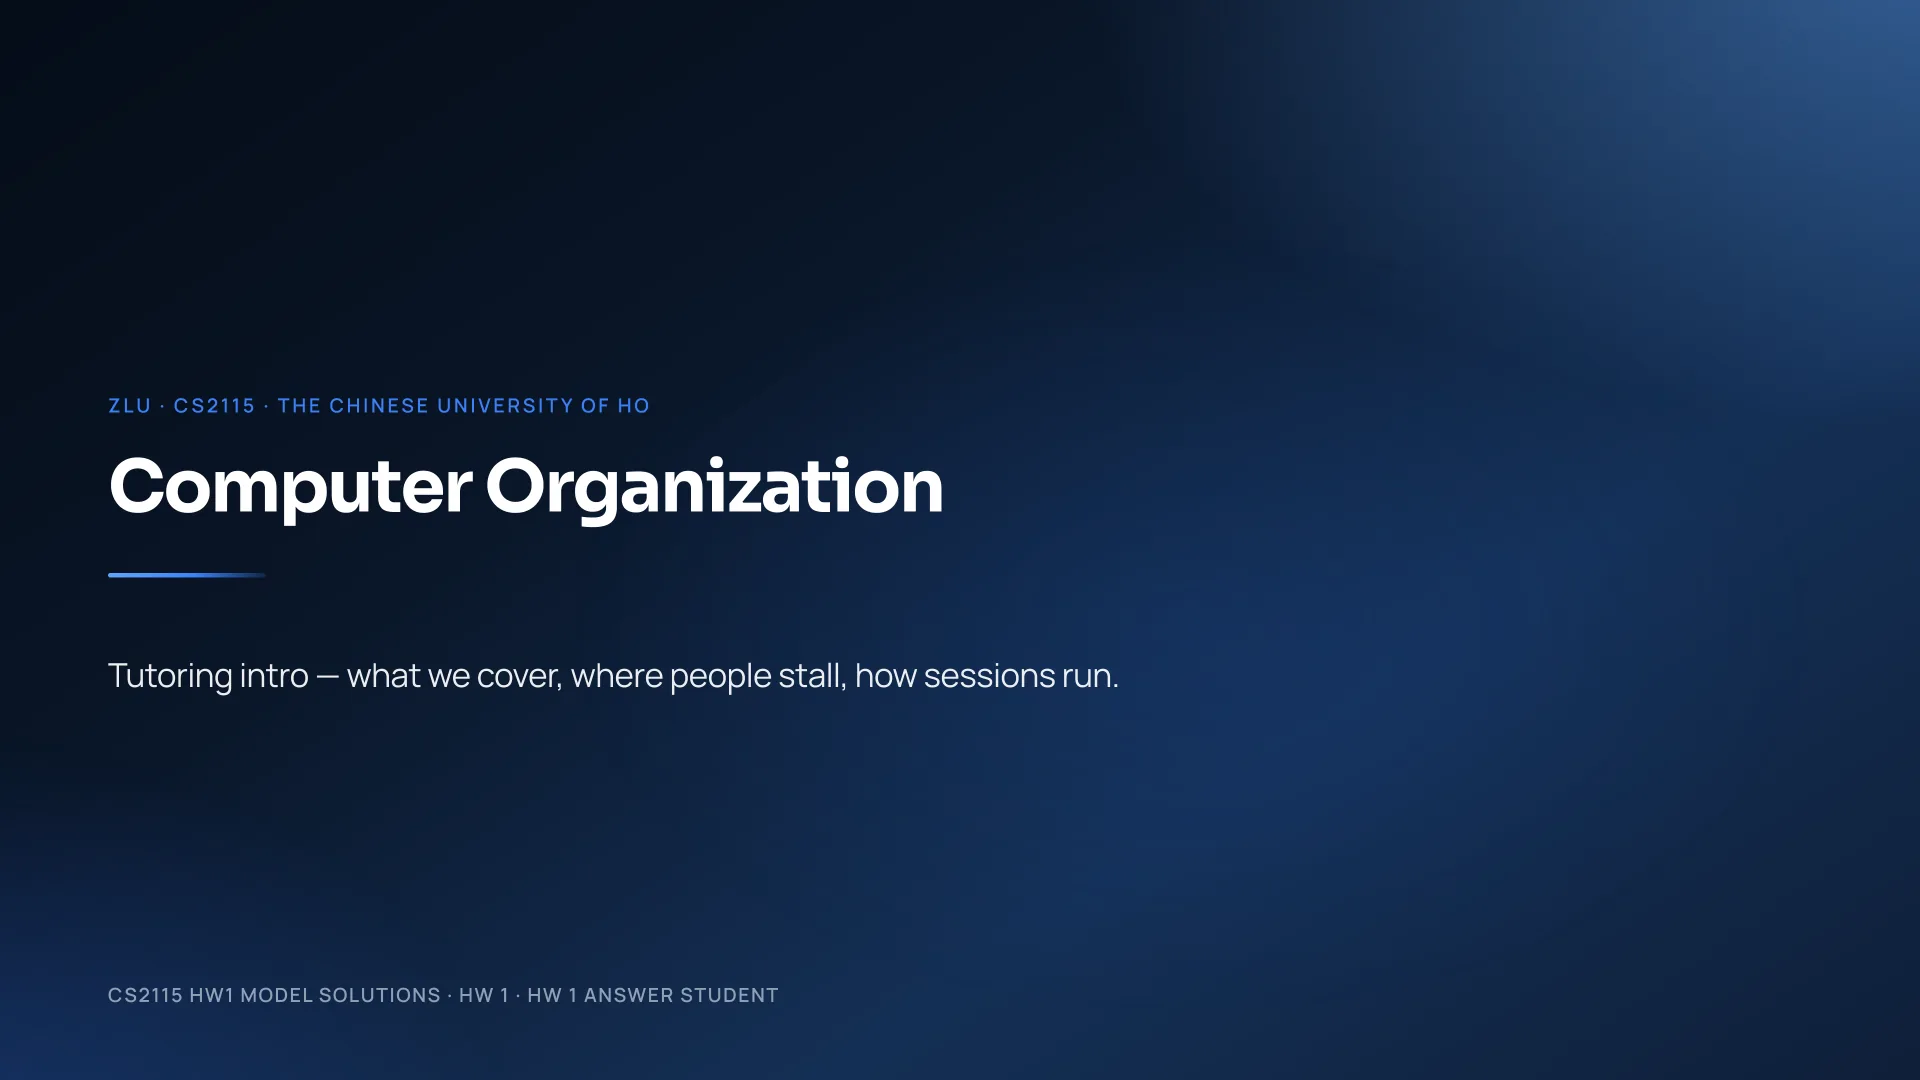 ZLU · CS2115 · THE CHINESE UNIVERSITY OF HO
Computer Organization
Tutoring intro — what we cover, where people stall, how sessions run.
CS2115 HW1 MODEL SOLUTIONS · HW 1 · HW 1 ANSWER STUDENT